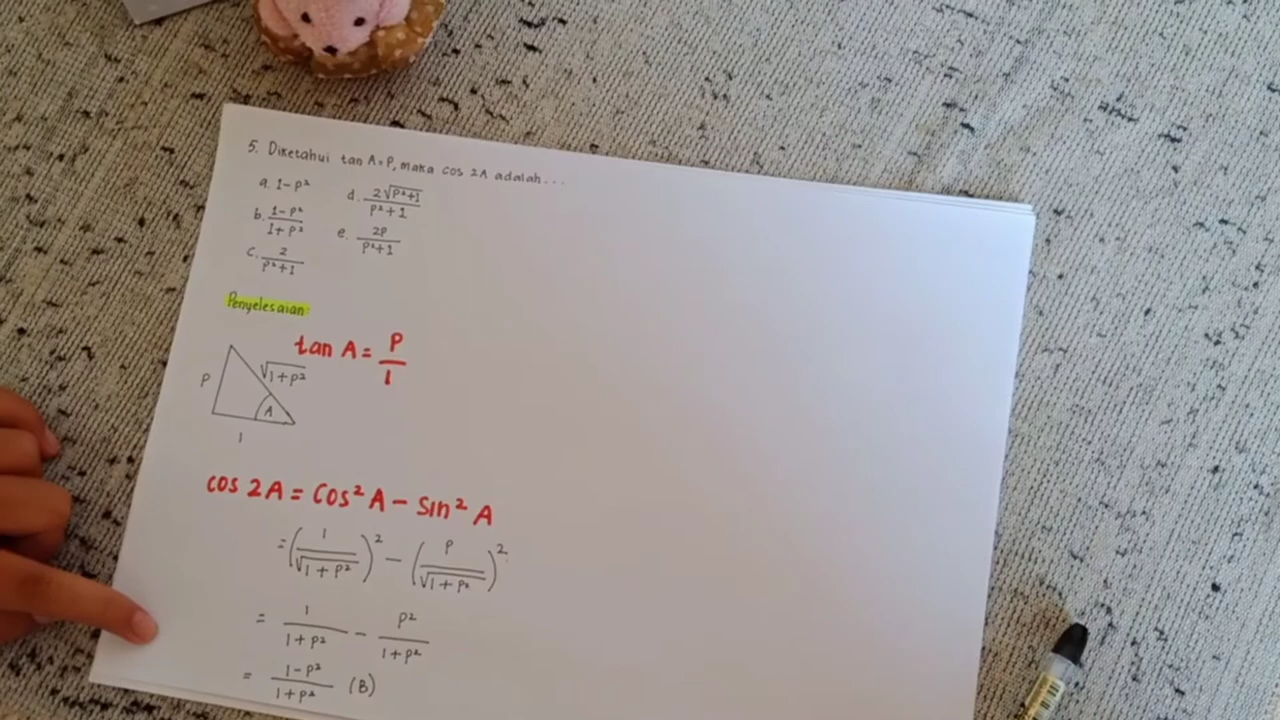 5. Diketahui tan A=P, maka cos 2A adalah...
a. 1-p²
d. 2√(p²+1) / p²+1
b. 1-p² / 1+p²
e. 2p / p²+1
c. 2 / p²+1
Penyelesaian:
tan A = P/1
p
√(1+p²)
A
1
cos 2A = Cos² A - sin² A
= (1/√(1+p²))² - (p/√(1+p²))²
= 1/1+p² - p²/1+p²
= 1-p²/1+p² (B)